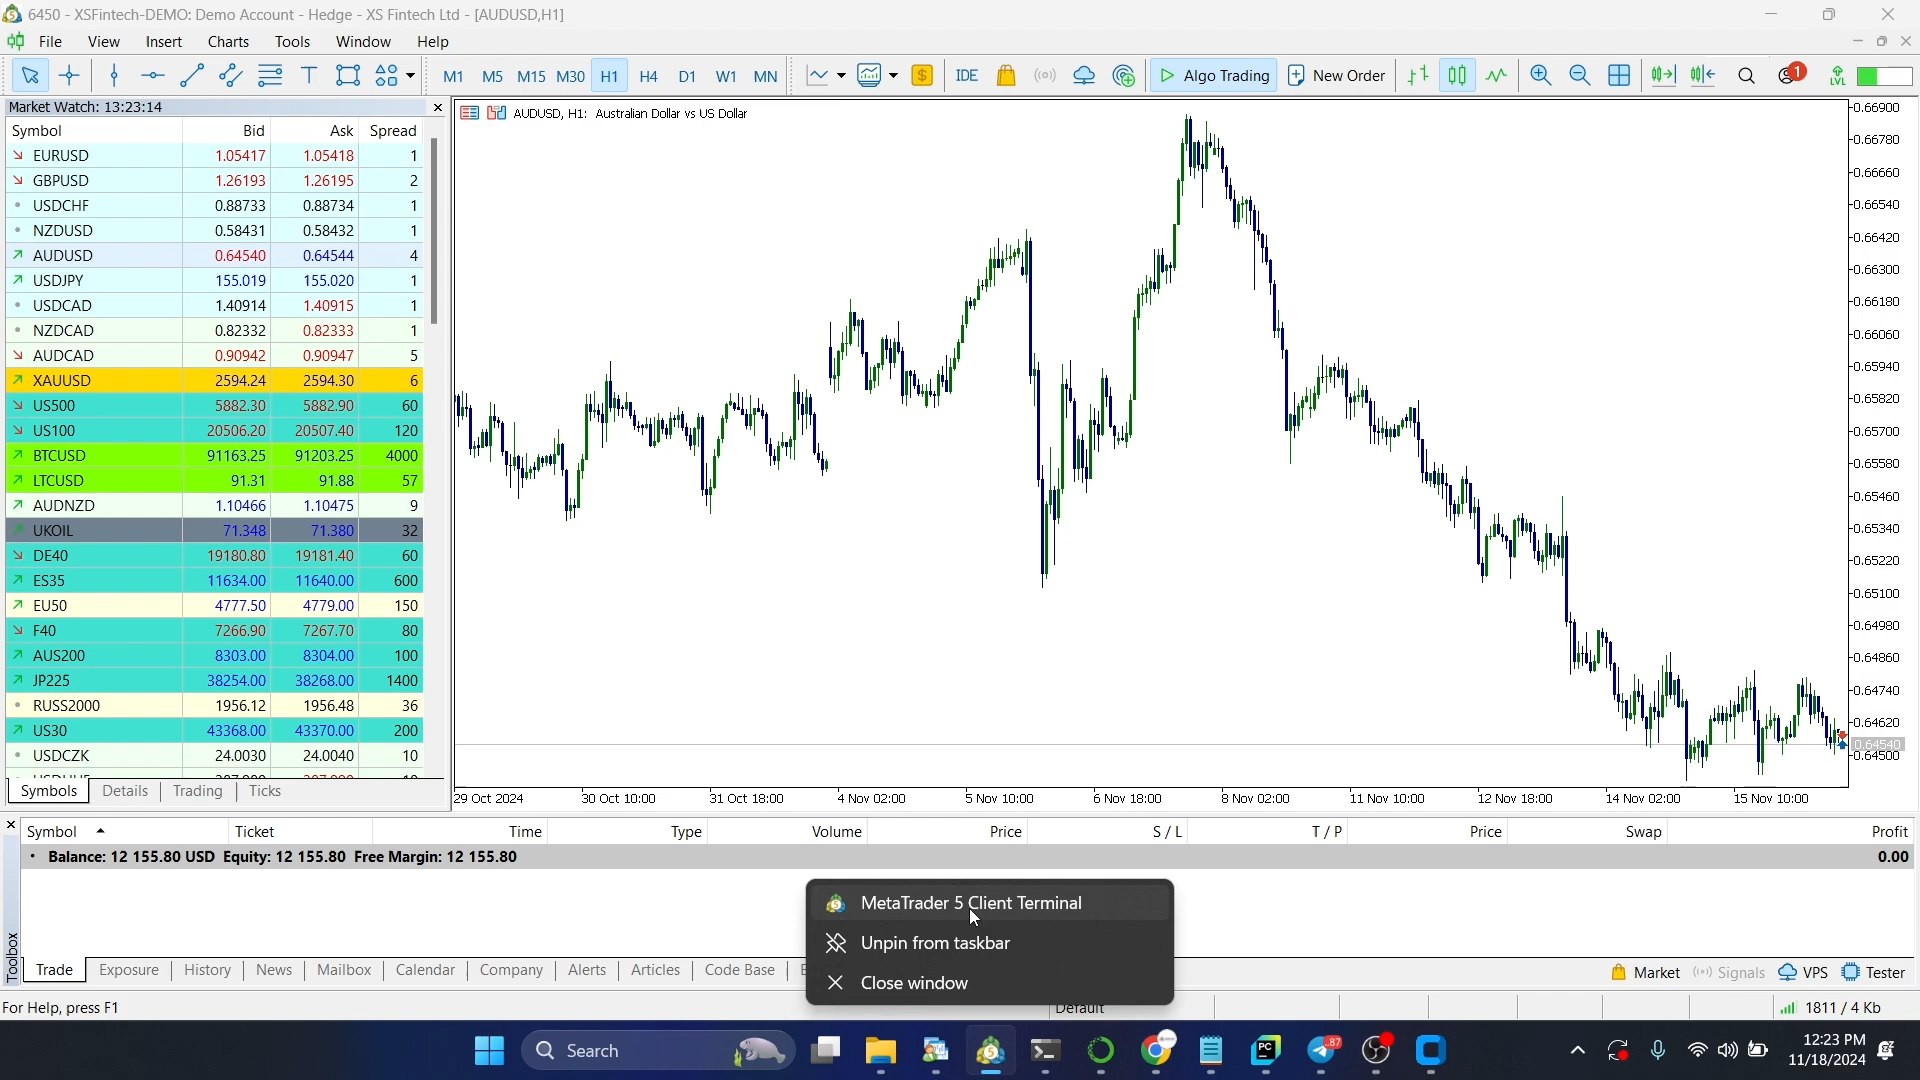 6450 - XSFintech-DEMO: Demo Account - Hedge - XS Fintech Ltd - [AUDUSD,H1]
File View Insert Charts Tools Window Help
M1 M5 M15 M30 H1 H4 D1 W1 MN IDE Algo Trading New Order 1 LVL
Market Watch: 13:23:14
Symbol Bid Ask Spread
EURUSD 1.05417 1.05418 1
GBPUSD 1.26193 1.26195 2
USDCHF 0.88733 0.88734 1
NZDUSD 0.58431 0.58432 1
AUDUSD 0.64540 0.64544 4
USDJPY 155.019 155.020 1
USDCAD 1.40914 1.40915 1
NZDCAD 0.82332 0.82333 1
AUDCAD 0.90942 0.90947 5
XAUUSD 2594.24 2594.30 6
US500 5882.30 5882.90 60
US100 20506.20 20507.40 120
BTCUSD 91163.25 91203.25 4000
LTCUSD 91.31 91.88 57
AUDNZD 1.10466 1.10475 9
UKOIL 71.348 71.380 32
DE40 19180.80 19181.40 60
ES35 11634.00 11640.00 600
EU50 4777.50 4779.00 150
F40 7266.90 7267.70 80
AUS200 8303.00 8304.00 100
JP225 38254.00 38268.00 1400
RUSS2000 1956.12 1956.48 36
US30 43368.00 43370.00 200
USDCZK 24.0030 24.0040 10
Symbols Details Trading Ticks
AUDUSD, H1: Australian Dollar vs US Dollar
0.66900
0.66780
0.66660
0.66540
0.66420
0.66300
0.66180
0.66060
0.65940
0.65820
0.65700
0.65580
0.65460
0.65340
0.65220
0.65100
0.64980
0.64860
0.64740
0.64620
0.64540
0.64500
29 Oct 2024 30 Oct 10:00 31 Oct 18:00 4 Nov 02:00 5 Nov 10:00 6 Nov 18:00 8 Nov 02:00 11 Nov 10:00 12 Nov 18:00 14 Nov 02:00 15 Nov 10:00
Symbol Ticket Time Type Volume Price S / L T / P Price Swap Profit
Balance: 12 155.80 USD Equity: 12 155.80 Free Margin: 12 155.80 0.00
MetaTrader 5 Client Terminal
Unpin from taskbar
Close window
Toolbox
Trade Exposure History News Mailbox Calendar Company Alerts Articles Code Base Market Signals VPS Tester
For Help, press F1 Default 1811 / 4 Kb
Search 87 12:23 PM
11/18/2024